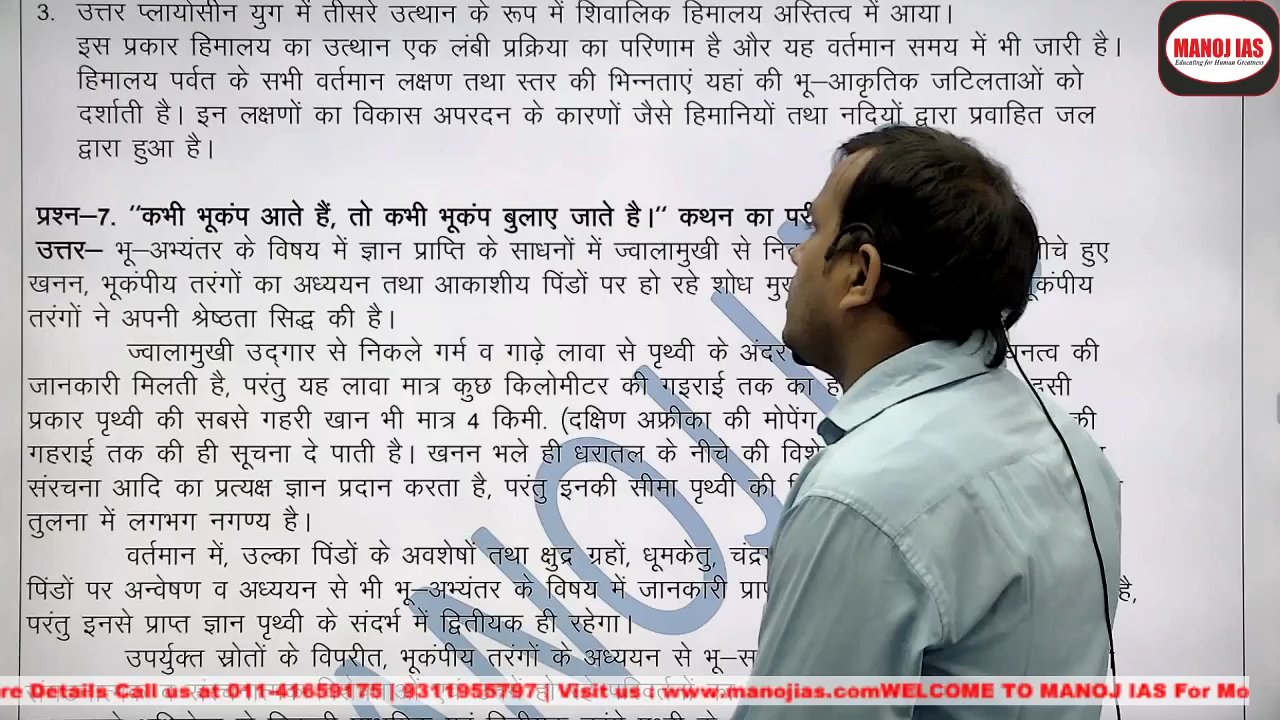 3. उत्तर प्लायोसीन युग में तीसरे उत्थान के रूप में शिवालिक हिमालय अस्तित्व में आया।
MANOJ IAS
Educating for Human Greatness
इस प्रकार हिमालय का उत्थान एक लंबी प्रक्रिया का परिणाम है और यह वर्तमान समय में भी जारी है।
हिमालय पर्वत के सभी वर्तमान लक्षण तथा स्तर की भिन्नताएं यहां की भू–आकृतिक जटिलताओं को
दर्शाती है। इन लक्षणों का विकास अपरदन के कारणों जैसे हिमानियों तथा नदियों द्वारा प्रवाहित जल
द्वारा हुआ है।
प्रश्न–7. "कभी भूकंप आते हैं, तो कभी भूकंप बुलाए जाते है।" कथन का
उत्तर– भू–अभ्यंतर के विषय में ज्ञान प्राप्ति के साधनों में ज्वालामुखी से हुए
खनन, भूकंपीय तरंगों का अध्ययन तथा आकाशीय पिंडों पर हो रहे शोध
तरंगों ने अपनी श्रेष्ठता सिद्ध की है।
ज्वालामुखी उद्गार से निकले गर्म व गाढ़े लावा से पृथ्वी के अंदर की
जानकारी मिलती है, परंतु यह लावा मात्र कुछ किलोमीटर की गइराई तक का
प्रकार पृथ्वी की सबसे गहरी खान भी मात्र 4 किमी. (दक्षिण अफ्रीका की मोपेंग की
गहराई तक की ही सूचना दे पाती है। खनन भले ही धरातल के नीचे की
संरचना आदि का प्रत्यक्ष ज्ञान प्रदान करता है, परंतु इनकी सीमा पृथ्वी की
तुलना में लगभग नगण्य है।
वर्तमान में, उल्का पिंडों के अवशेषों तथा क्षुद्र ग्रहों, धूमकेतु,
पिंडों पर अन्वेषण व अध्ययन से भी भू–अभ्यंतर के विषय में जानकारी है,
परंतु इनसे प्राप्त ज्ञान पृथ्वी के संदर्भ में द्वितीयक ही रहेगा।
उपर्युक्त स्रोतों के विपरीत, भूकंपीय तरंगों के अध्ययन से
re Details Call us at 011-41659175 | 9311955797 | Visit us : www.manojias.comWELCOME TO MANOJ IAS For Mo